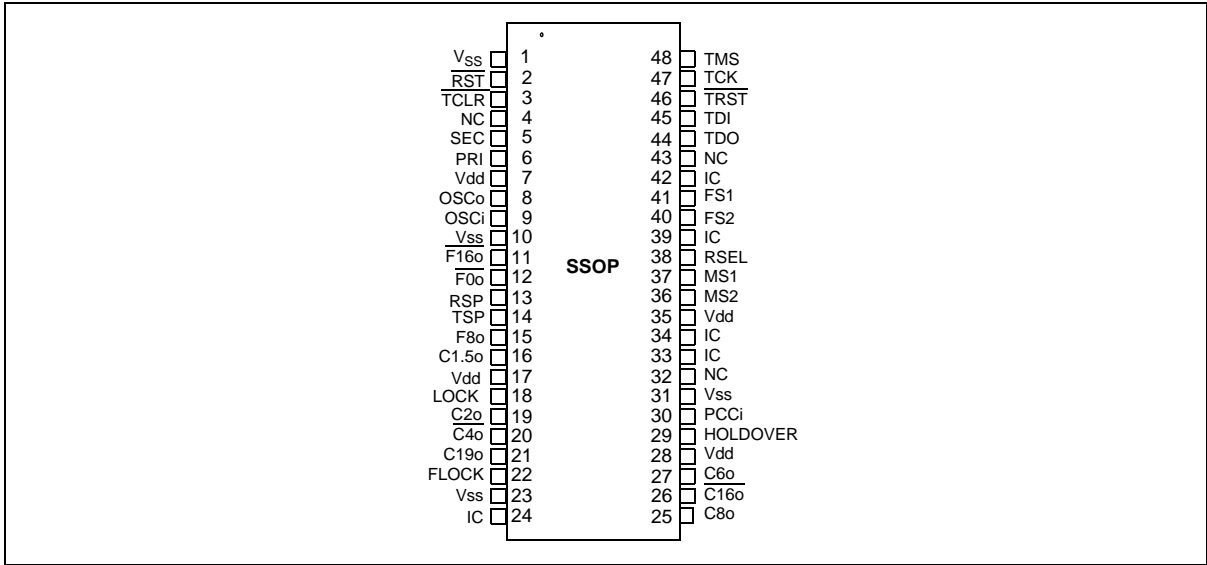 VSS 1
RST 2
TCLR 3
NC 4
SEC 5
PRI 6
Vdd 7
OSCo 8
OSCi 9
Vss 10
F16o 11
F0o 12
RSP 13
TSP 14
F8o 15
C1.5o 16
Vdd 17
LOCK 18
C2o 19
C4o 20
C19o 21
FLOCK 22
Vss 23
IC 24
SSOP
48 TMS
47 TCK
46 TRST
45 TDI
44 TDO
43 NC
42 IC
41 FS1
40 FS2
39 IC
38 RSEL
37 MS1
36 MS2
35 Vdd
34 IC
33 IC
32 NC
31 Vss
30 PCCi
29 HOLDOVER
28 Vdd
27 C6o
26 C16o
25 C8o